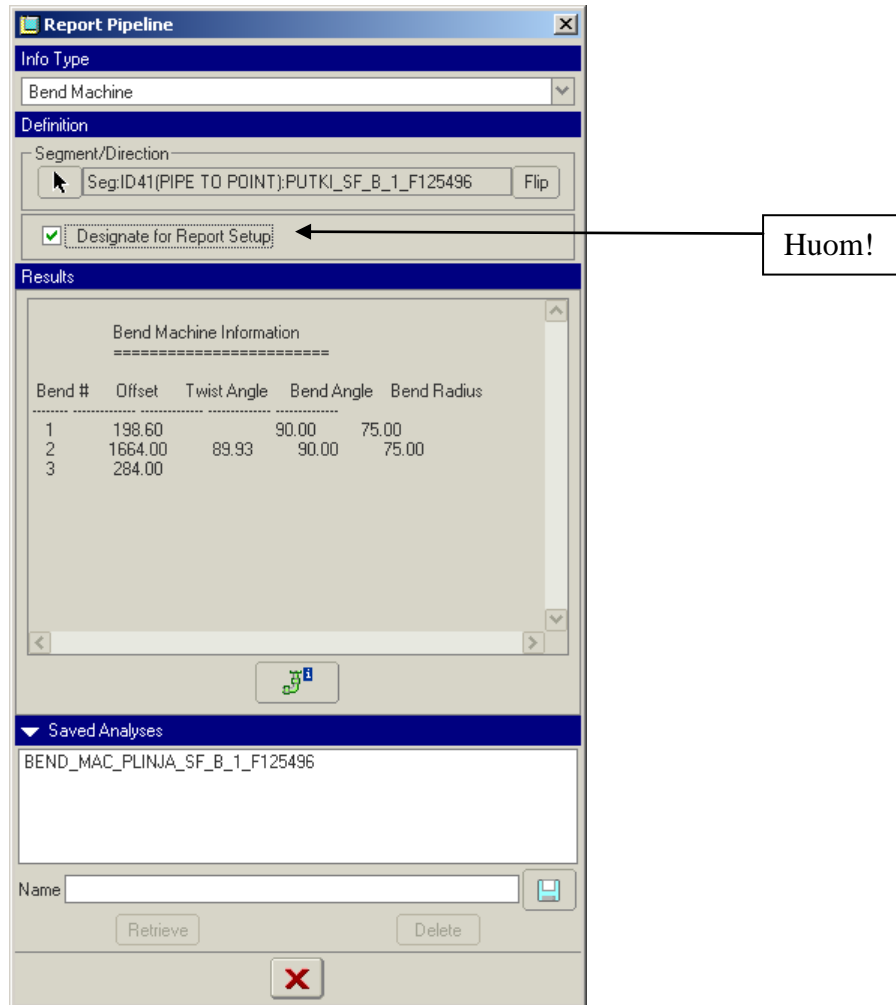 Report Pipeline
Info Type
Bend Machine
Definition
Segment/Direction
Seg:ID41(PIPE TO POINT):PUTKI_SF_B_1_F125496 Flip
Designate for Report Setup
Huom!
Results
Bend Machine Information
========================
Bend # Offset Twist Angle Bend Angle Bend Radius
------- ------------- ------------- ------------- -------------
1 198.60 90.00 75.00
2 1664.00 89.93 90.00 75.00
3 284.00
Saved Analyses
BEND_MAC_PLINJA_SF_B_1_F125496
Name
Retrieve Delete